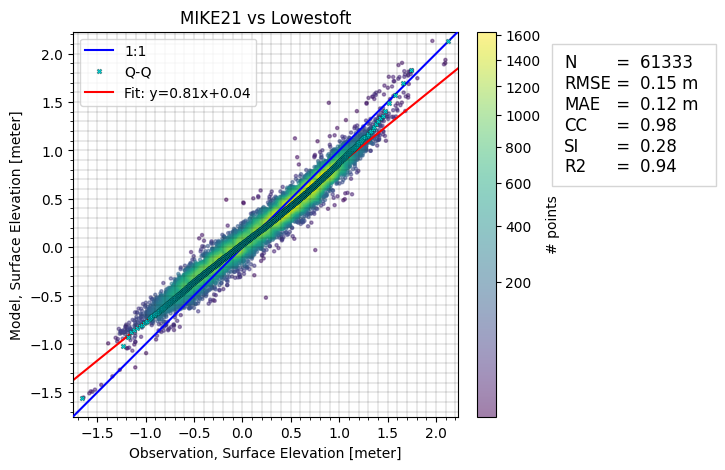 MIKE21 vs Lowestoft
1:1
Q-Q
Fit: y=0.81x+0.04
2.0
1.5
1.0
0.5
0.0
−0.5
−1.0
−1.5
Model, Surface Elevation [meter]
−1.5 −1.0 −0.5 0.0 0.5 1.0 1.5 2.0
Observation, Surface Elevation [meter]
1600
1400
1200
1000
800
600
400
200
# points
N = 61333
RMSE = 0.15 m
MAE = 0.12 m
CC = 0.98
SI = 0.28
R2 = 0.94